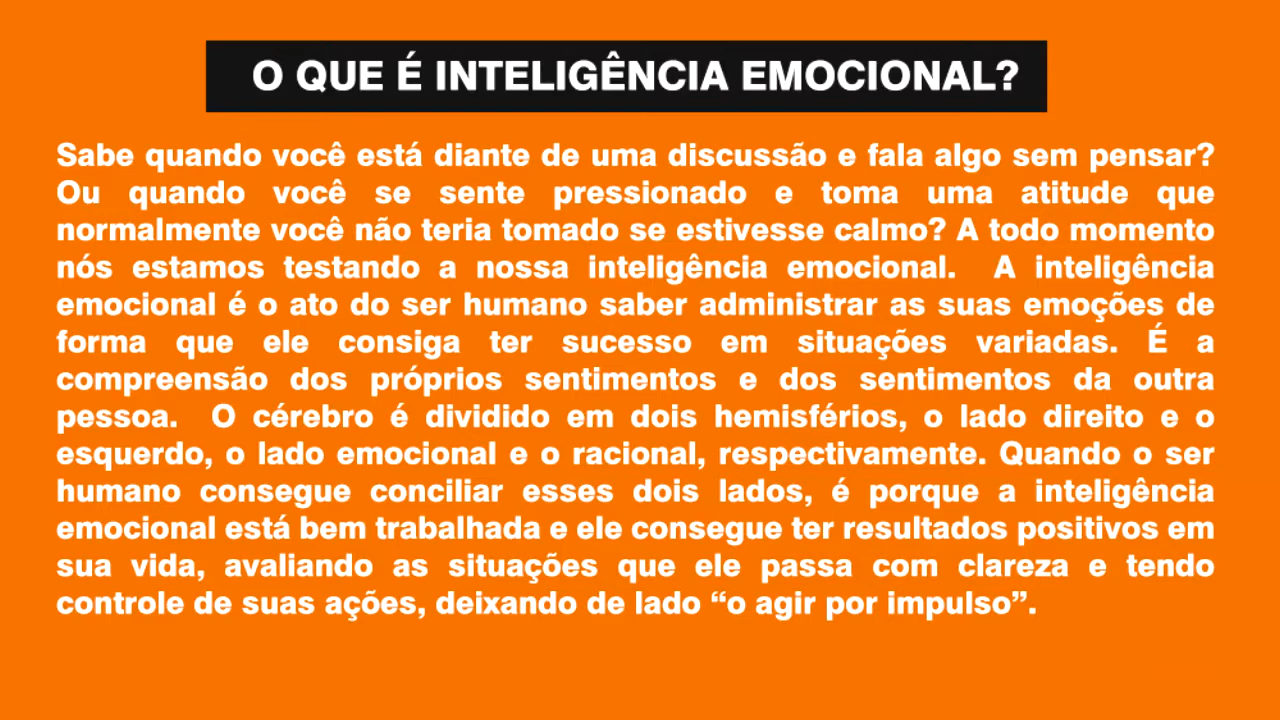 O QUE É INTELIGÊNCIA EMOCIONAL?
Sabe quando você está diante de uma discussão e fala algo sem pensar?
Ou quando você se sente pressionado e toma uma atitude que
normalmente você não teria tomado se estivesse calmo? A todo momento
nós estamos testando a nossa inteligência emocional. A inteligência
emocional é o ato do ser humano saber administrar as suas emoções de
forma que ele consiga ter sucesso em situações variadas. É a
compreensão dos próprios sentimentos e dos sentimentos da outra
pessoa. O cérebro é dividido em dois hemisférios, o lado direito e o
esquerdo, o lado emocional e o racional, respectivamente. Quando o ser
humano consegue conciliar esses dois lados, é porque a inteligência
emocional está bem trabalhada e ele consegue ter resultados positivos em
sua vida, avaliando as situações que ele passa com clareza e tendo
controle de suas ações, deixando de lado “o agir por impulso”.